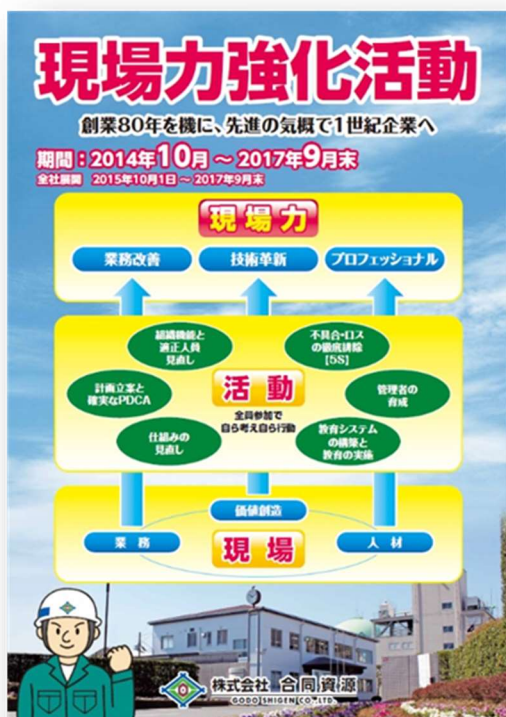 現場力強化活動
創業80年を機に、先進の気概で1世紀企業へ
期間：2014年10月～2017年9月末
全社展開　2015年10月1日～2017年9月末
現場力
業務改善
技術革新
プロフェッショナル
組織機能と
適正人員
見直し
不具合・ロス
の徹底排除
[5S]
計画立案と
確実なPDCA
活動
全員参加で
自ら考え自ら行動
管理者の
育成
仕組みの
見直し
教育システム
の構築と
教育の実施
価値創造
業務
現場
人材
株式会社 合同資源
GODO SHIGEN CO.,LTD.